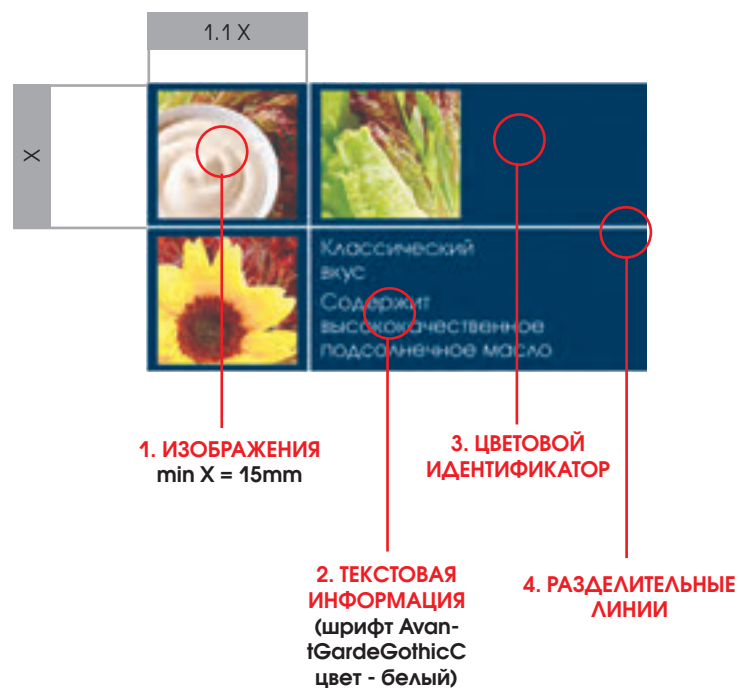 1.1 X
X
Классический
вкус
Содержит
высококачественное
подсолнечное масло
1. ИЗОБРАЖЕНИЯ
min X = 15mm
3. ЦВЕТОВОЙ
ИДЕНТИФИКАТОР
2. ТЕКСТОВАЯ
ИНФОРМАЦИЯ
(шрифт Avan-
tGardeGothicC
цвет - белый)
4. РАЗДЕЛИТЕЛЬНЫЕ
ЛИНИИ